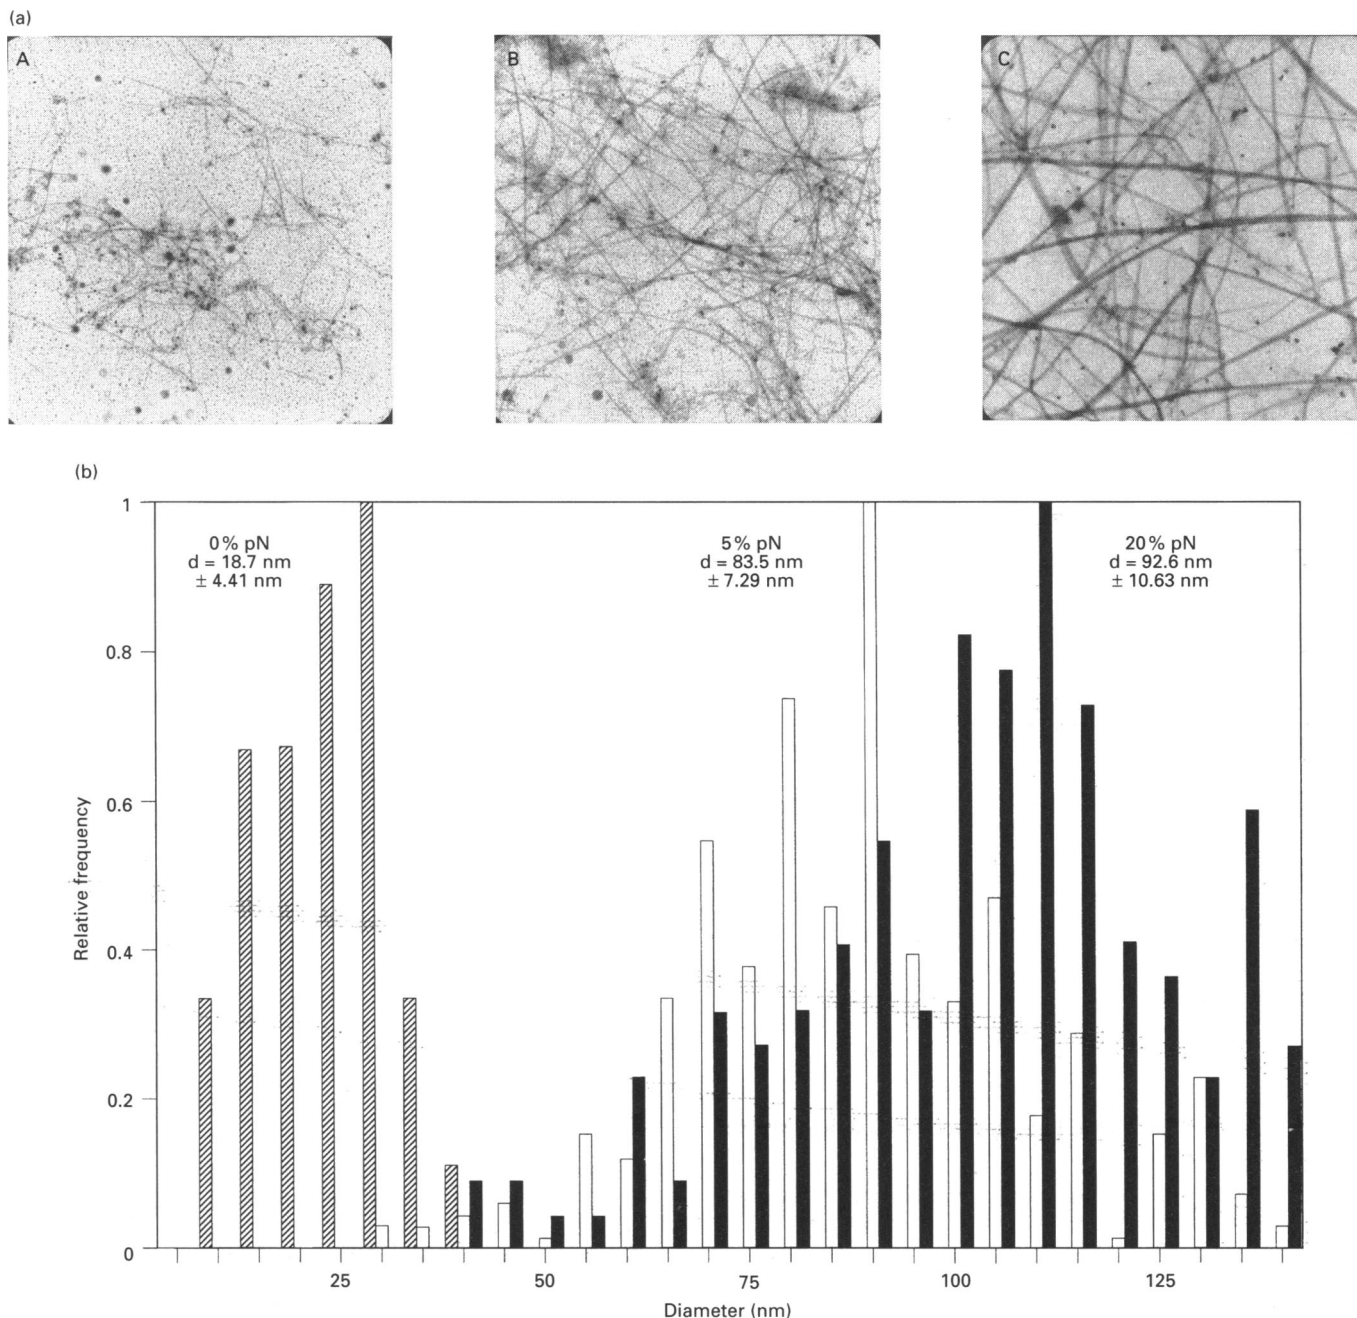 (a)
A
B
C
(b)
1
0% pN
d = 18.7 nm
± 4.41 nm
5% pN
d = 83.5 nm
± 7.29 nm
20% pN
d = 92.6 nm
± 10.63 nm
0.8
0.6
0.4
0.2
0
Relative frequency
25
50
75
100
125
Diameter (nm)